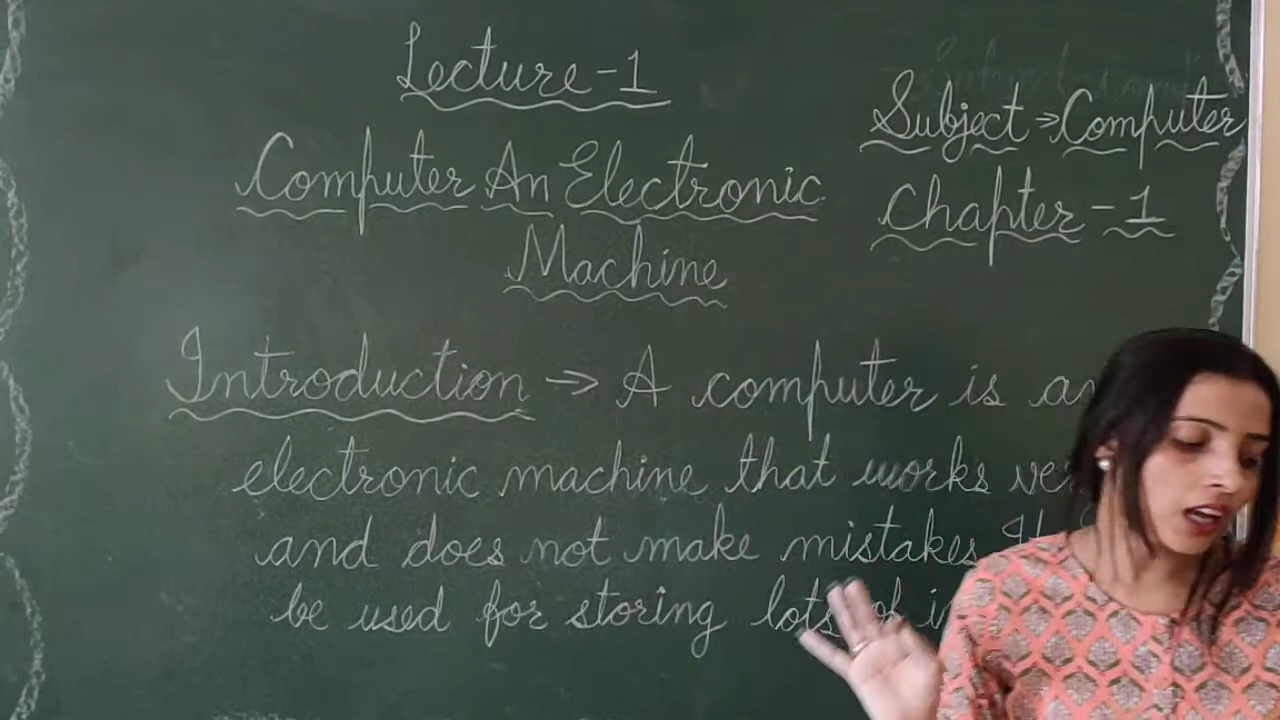 Lecture-1
Subject → Computer
Computer An Electronic
Chapter-1
Machine
Introduction → A computer is an
electronic machine that works
and does not make mistakes. It
be used for storing lots of